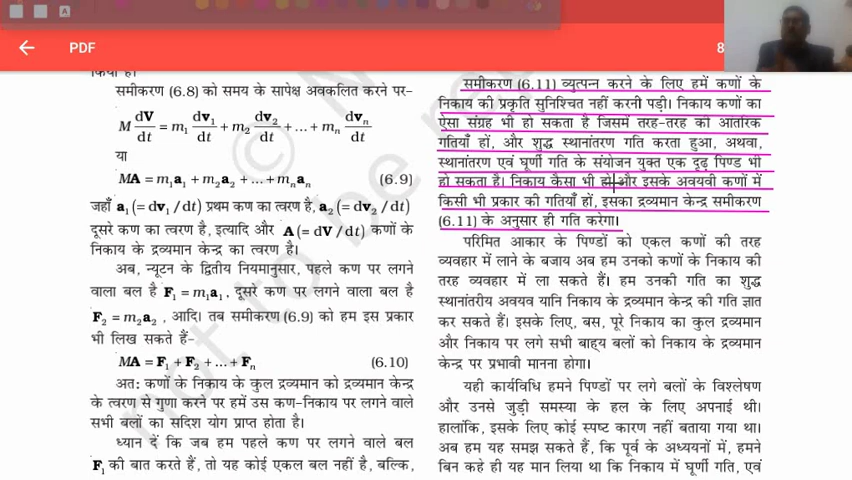 PDF
8
किया है।
समीकरण (6.8) को समय के सापेक्ष अवकलित करने पर–
M dV/dt = m₁ dv₁/dt + m₂ dv₂/dt + ... + mₙ dvₙ/dt
या
MA = m₁a₁ + m₂a₂ + ... + mₙaₙ (6.9)
जहाँ a₁ (= dv₁/dt) प्रथम कण का त्वरण है, a₂ (= dv₂/dt)
दूसरे कण का त्वरण है, इत्यादि और A (= dV/dt) कणों के
निकाय के द्रव्यमान केन्द्र का त्वरण है।
अब, न्यूटन के द्वितीय नियमानुसार, पहले कण पर लगने
वाला बल है F₁ = m₁a₁, दूसरे कण पर लगने वाला बल है
F₂ = m₂a₂, आदि। तब समीकरण (6.9) को हम इस प्रकार
भी लिख सकते हैं–
MA = F₁ + F₂ + ... + Fₙ (6.10)
अतः कणों के निकाय के कुल द्रव्यमान को द्रव्यमान केन्द्र
के त्वरण से गुणा करने पर हमें उस कण-निकाय पर लगने वाले
सभी बलों का सदिश योग प्राप्त होता है।
ध्यान दें कि जब हम पहले कण पर लगने वाले बल
F₁ की बात करते हैं, तो यह कोई एकल बल नहीं है, बल्कि,
समीकरण (6.11) व्युत्पन्न करने के लिए हमें कणों के
निकाय की प्रकृति सुनिश्चित नहीं करनी पड़ी। निकाय कणों का
ऐसा संग्रह भी हो सकता है जिसमें तरह-तरह की आंतरिक
गतियाँ हों, और शुद्ध स्थानांतरण गति करता हुआ, अथवा,
स्थानांतरण एवं घूर्णी गति के संयोजन युक्त एक दृढ़ पिण्ड भी
हो सकता है। निकाय कैसा भी हो और इसके अवयवी कणों में
किसी भी प्रकार की गतियाँ हों, इसका द्रव्यमान केन्द्र समीकरण
(6.11) के अनुसार ही गति करेगा।
परिमित आकार के पिण्डों को एकल कणों की तरह
व्यवहार में लाने के बजाय अब हम उनको कणों के निकाय की
तरह व्यवहार में ला सकते हैं। हम उनकी गति का शुद्ध
स्थानांतरीय अवयव यानि निकाय के द्रव्यमान केन्द्र की गति ज्ञात
कर सकते हैं। इसके लिए, बस, पूरे निकाय का कुल द्रव्यमान
और निकाय पर लगे सभी बाह्य बलों को निकाय के द्रव्यमान
केन्द्र पर प्रभावी मानना होगा।
यही कार्यविधि हमने पिण्डों पर लगे बलों के विश्लेषण
और उनसे जुड़ी समस्या के हल के लिए अपनाई थी।
हालांकि, इसके लिए कोई स्पष्ट कारण नहीं बताया गया था।
अब हम यह समझ सकते हैं, कि पूर्व के अध्ययनों में, हमने
बिन कहे ही यह मान लिया था कि निकाय में घूर्णी गति, एवं
not to be